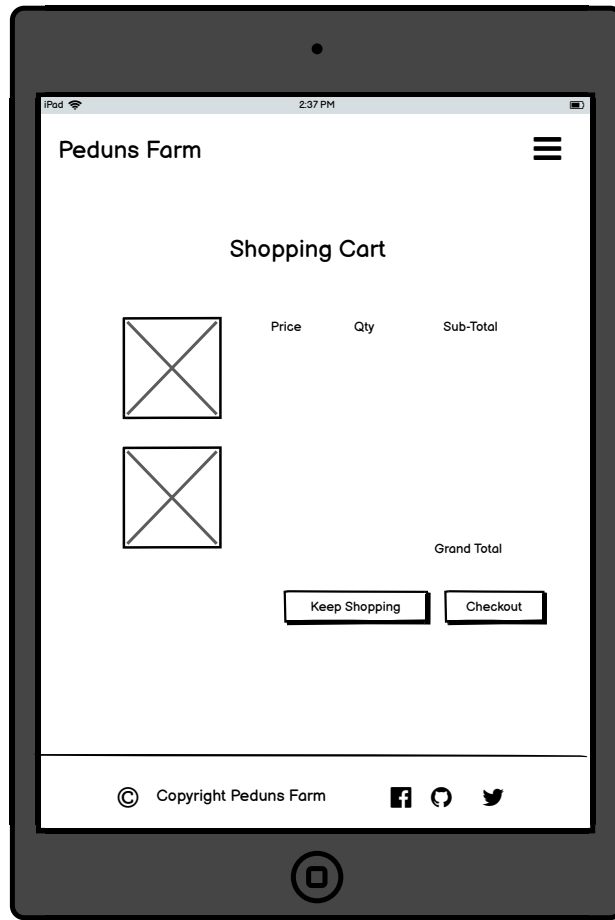 iPad 2:37 PM
Peduns Farm
Shopping Cart
Price Qty Sub-Total
Grand Total
Keep Shopping Checkout
© Copyright Peduns Farm